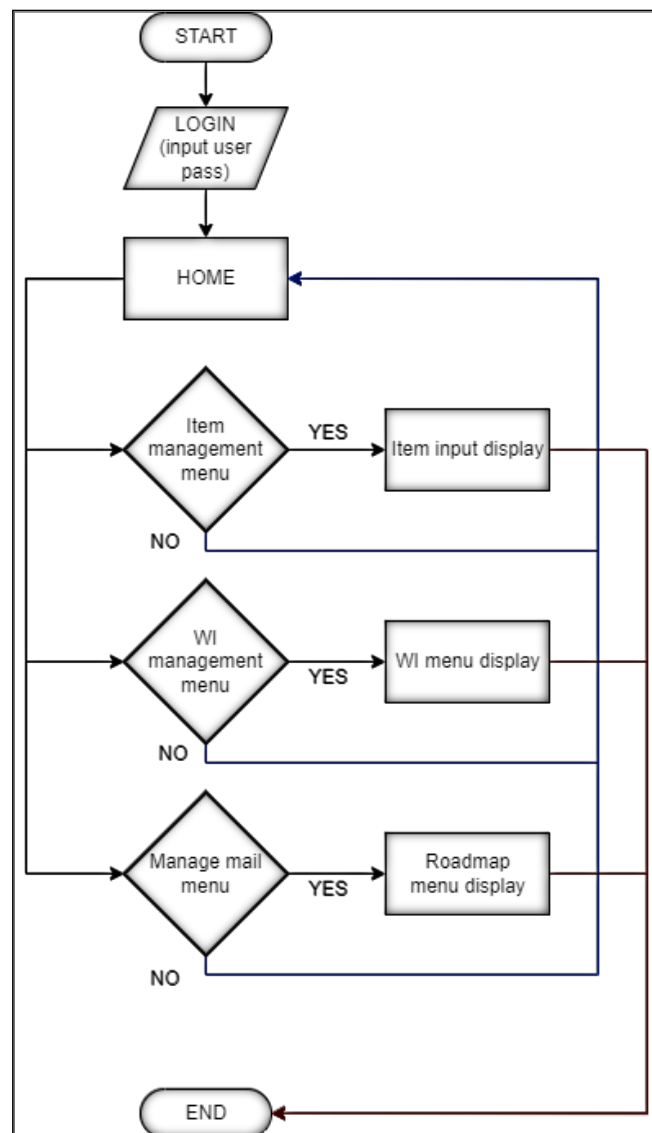 START
LOGIN
(input user
pass)
HOME
Item
management
menu
YES
Item input display
NO
WI
management
menu
YES
WI menu display
NO
Manage mail
menu
YES
Roadmap
menu display
NO
END